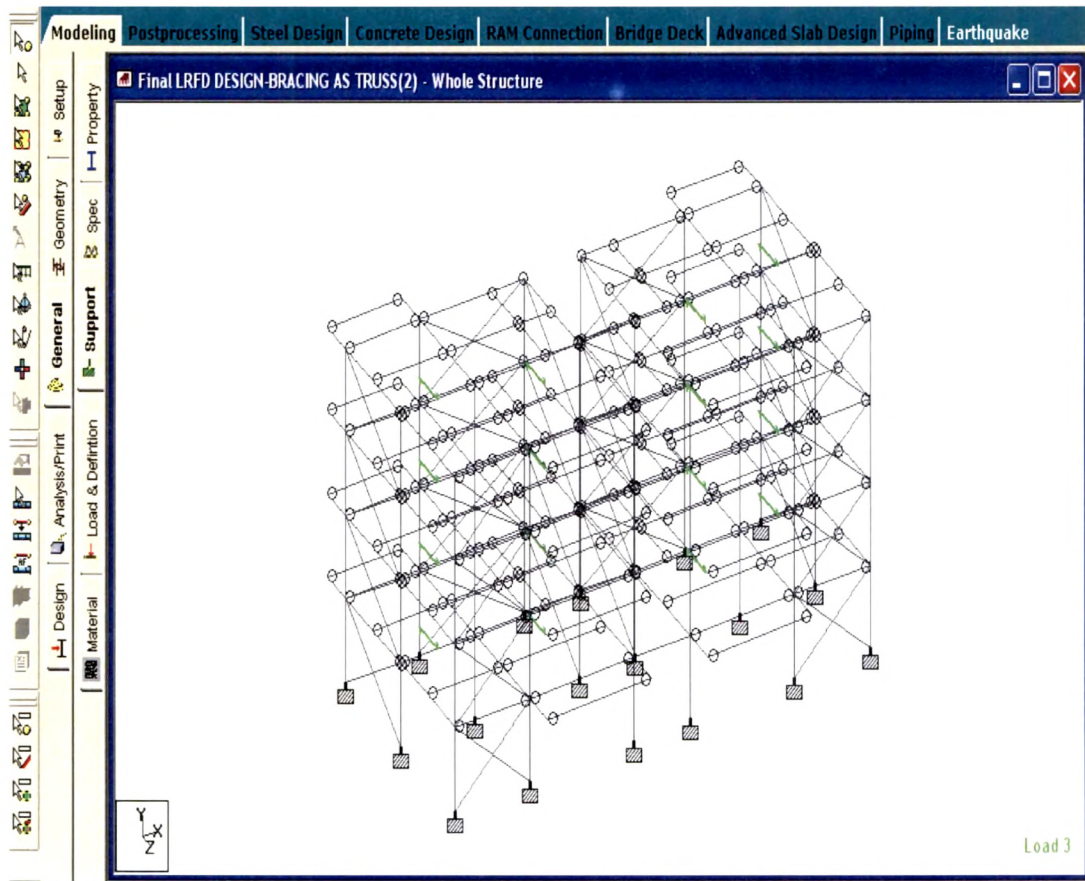 Modeling Postprocessing Steel Design Concrete Design RAM Connection Bridge Deck Advanced Slab Design Piping Earthquake
Final LRFD DESIGN-BRACING AS TRUSS(2) - Whole Structure
Setup
Geometry
General
Analysis/Print
Design
Property
Spec
Support
Load & Defintion
Material
Y
X
Z
Load 3